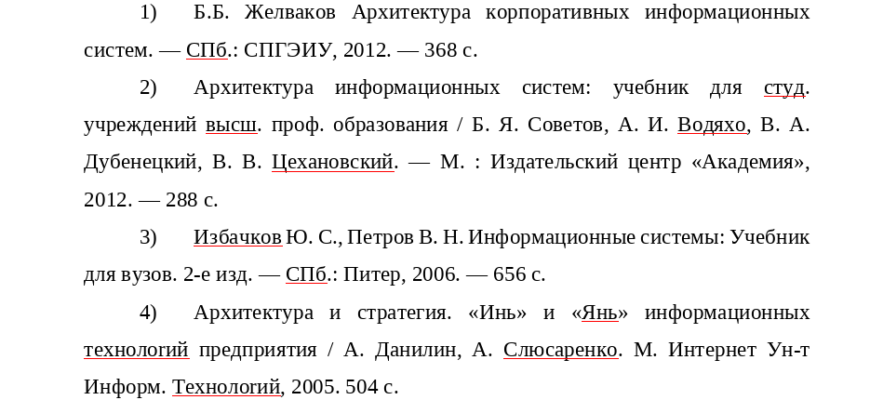 1) Б.Б. Желваков Архитектура корпоративных информационных
систем. — СПб.: СПГЭИУ, 2012. — 368 с.
2) Архитектура информационных систем: учебник для студ.
учреждений высш. проф. образования / Б. Я. Советов, А. И. Водяхо, В. А.
Дубенецкий, В. В. Цехановский. — М. : Издательский центр «Академия»,
2012. — 288 с.
3) Избачков Ю. С., Петров В. Н. Информационные системы: Учебник
для вузов. 2-е изд. — СПб.: Питер, 2006. — 656 с.
4) Архитектура и стратегия. «Инь» и «Янь» информационных
технологий предприятия / А. Данилин, А. Слюсаренко. М. Интернет Ун-т
Информ. Технологий, 2005. 504 с.